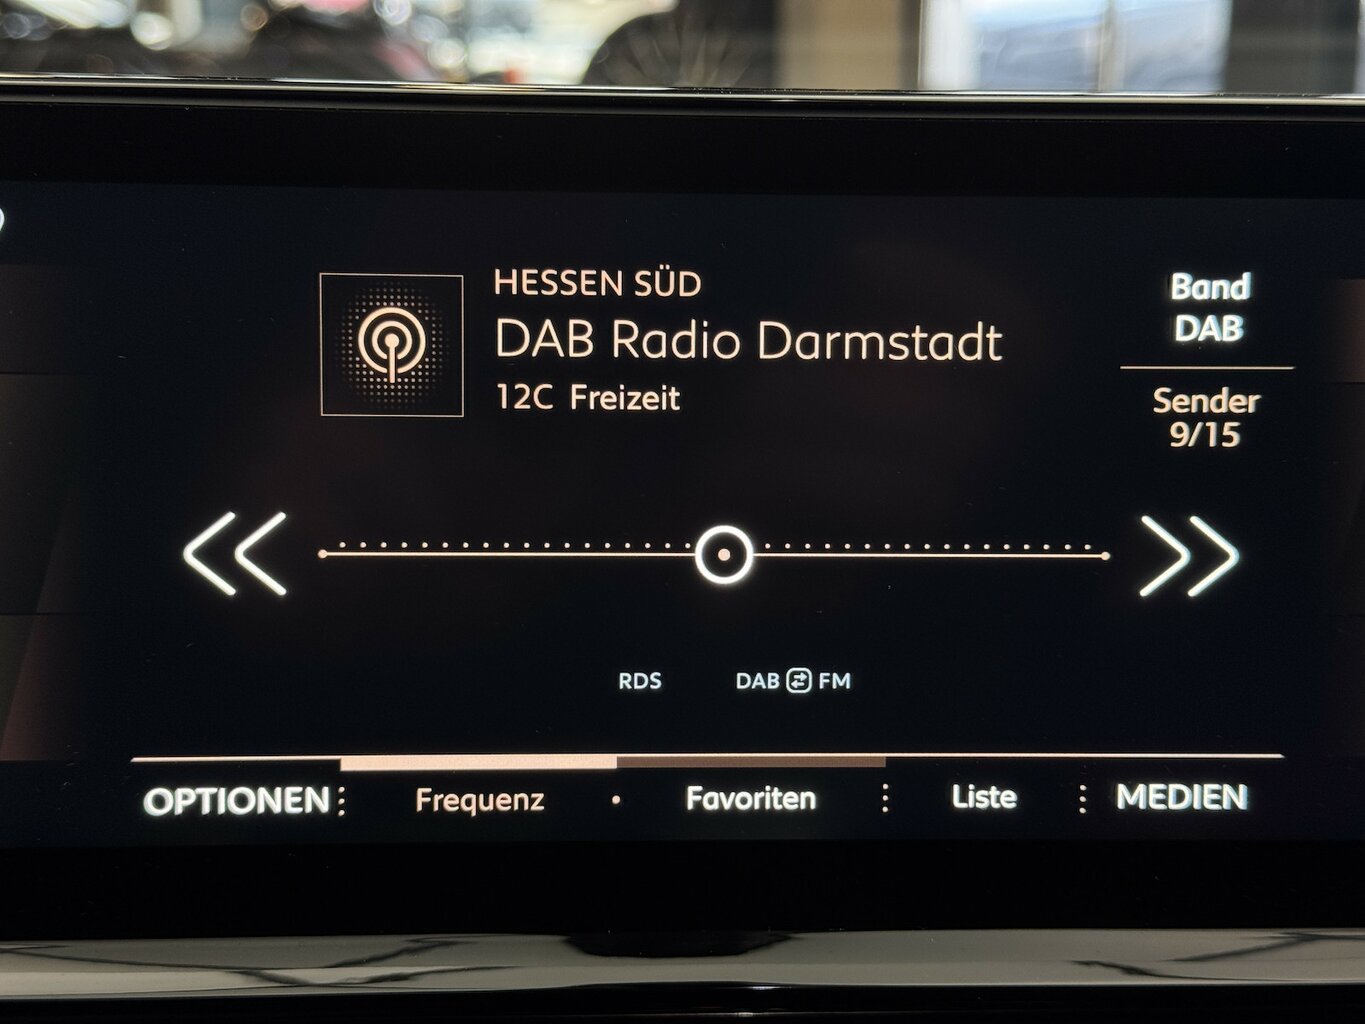 HESSEN SÜD
DAB Radio Darmstadt
12C Freizeit
Band
DAB
Sender
9/15
RDS DAB FM
OPTIONEN Frequenz Favoriten Liste MEDIEN